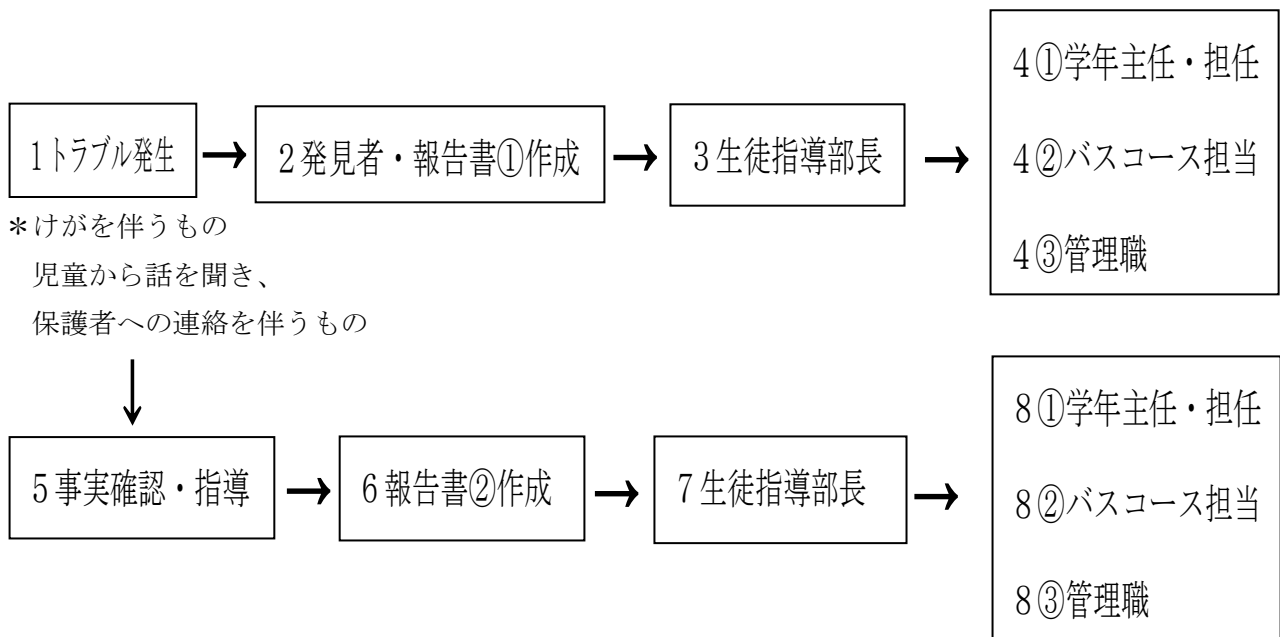 1トラブル発生
2発見者・報告書①作成
3生徒指導部長
4①学年主任・担任
4②バスコース担当
4③管理職
＊けがを伴うもの
児童から話を聞き、
保護者への連絡を伴うもの
5事実確認・指導
6報告書②作成
7生徒指導部長
8①学年主任・担任
8②バスコース担当
8③管理職